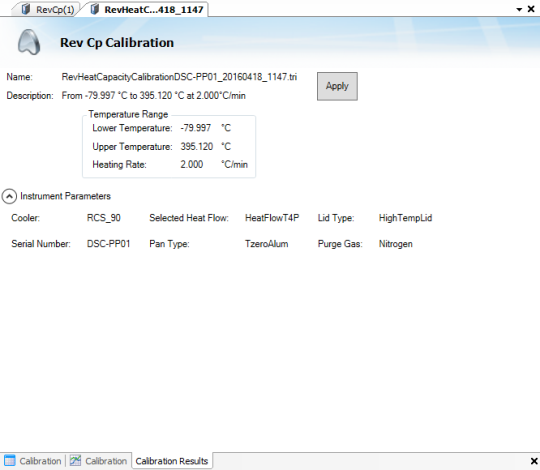 RevCp(1) RevHeatC...418_1147
Rev Cp Calibration
Name: RevHeatCapacityCalibrationDSC-PP01_20160418_1147.tri
Apply
Description: From -79.997 °C to 395.120 °C at 2.000°C/min
Temperature Range
Lower Temperature: -79.997 °C
Upper Temperature: 395.120 °C
Heating Rate: 2.000 °C/min
Instrument Parameters
Cooler: RCS_90 Selected Heat Flow: HeatFlowT4P Lid Type: HighTempLid
Serial Number: DSC-PP01 Pan Type: TzeroAlum Purge Gas: Nitrogen
Calibration Calibration Calibration Results